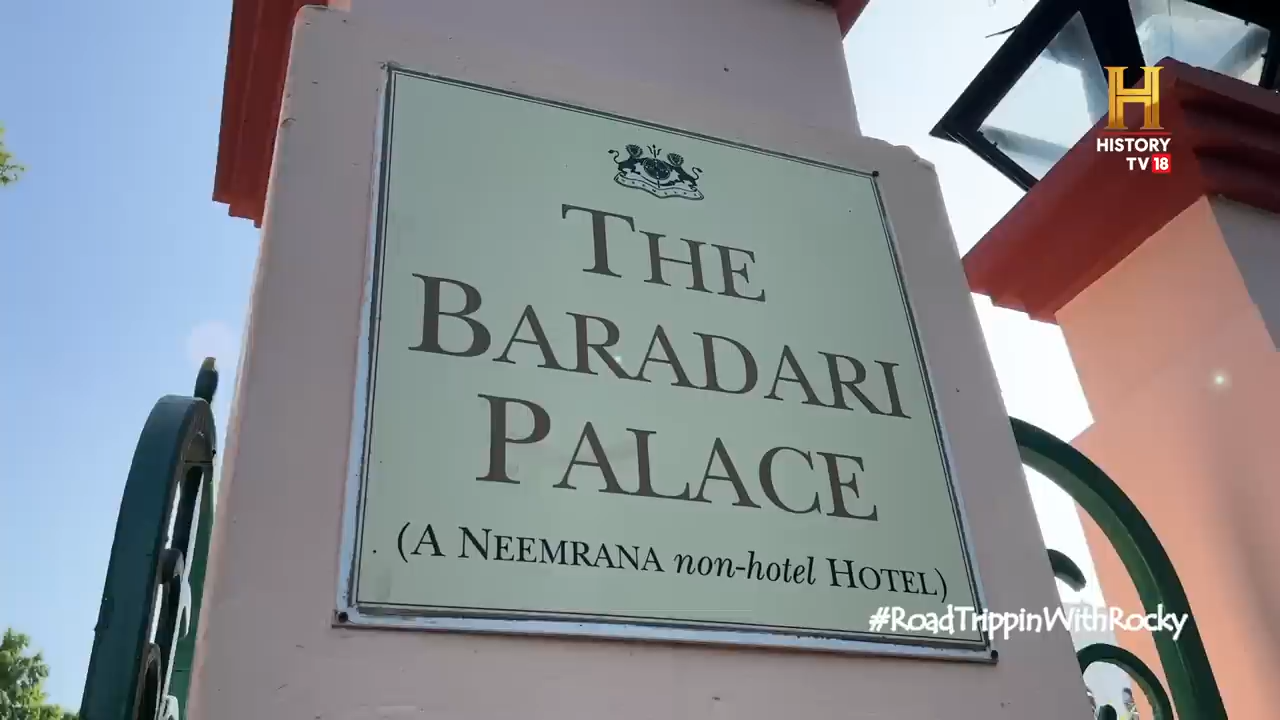 H
HISTORY
TV18
THE
BARADARI
PALACE
(A NEEMRANA non-hotel HOTEL)
#RoadTrippinWithRocky